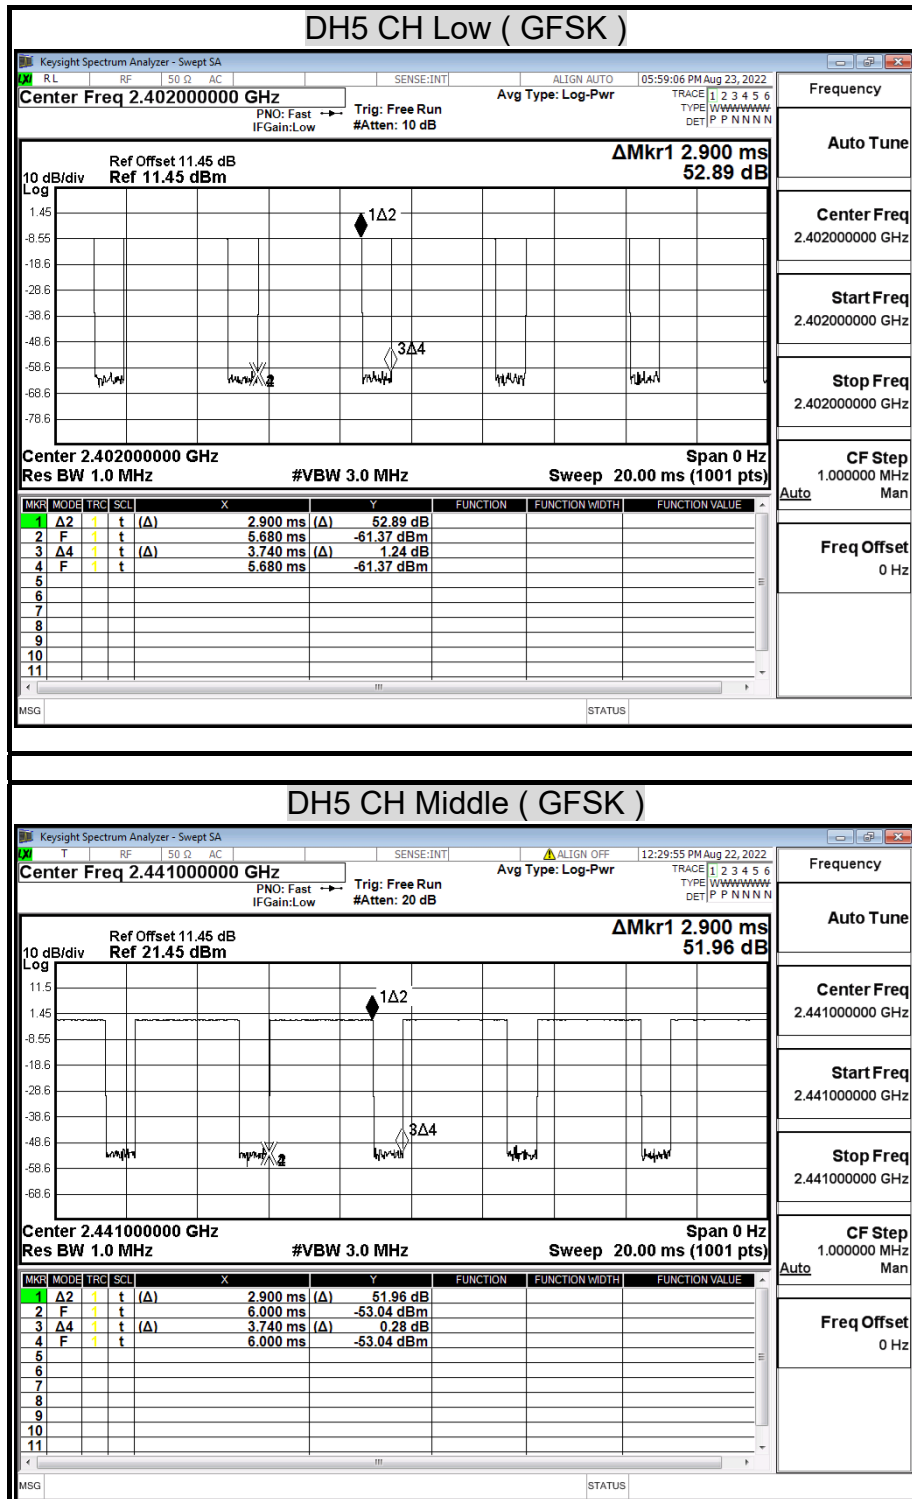 DH5 CH Low ( GFSK )
Keysight Spectrum Analyzer - Swept SA
LXI RL RF 50 Ω AC SENSE:INT ALIGN AUTO 05:59:06 PM Aug 23, 2022
Center Freq 2.402000000 GHz
PNO: Fast
IFGain:Low
Trig: Free Run
#Atten: 10 dB
Avg Type: Log-Pwr
TRACE 1 2 3 4 5 6
TYPE WWWWWW
DET P P N N N N
ΔMkr1 2.900 ms
52.89 dB
Ref Offset 11.45 dB
10 dB/div Ref 11.45 dBm
Log
1.45
-8.55
-18.6
-28.6
-38.6
-48.6
-58.6
-68.6
-78.6
1Δ2
3Δ4
Center 2.402000000 GHz Span 0 Hz
Res BW 1.0 MHz #VBW 3.0 MHz Sweep 20.00 ms (1001 pts)
MKR MODE TRC SCL X Y FUNCTION FUNCTION WIDTH FUNCTION VALUE
1 Δ2 1 t (Δ) 2.900 ms (Δ) 52.89 dB
2 F 1 t 5.680 ms -61.37 dBm
3 Δ4 1 t (Δ) 3.740 ms (Δ) 1.24 dB
4 F 1 t 5.680 ms -61.37 dBm
5
6
7
8
9
10
11
MSG STATUS
Frequency
Auto Tune
Center Freq
2.402000000 GHz
Start Freq
2.402000000 GHz
Stop Freq
2.402000000 GHz
CF Step
1.000000 MHz
Auto Man
Freq Offset
0 Hz
DH5 CH Middle ( GFSK )
Keysight Spectrum Analyzer - Swept SA
LXI T RF 50 Ω AC SENSE:INT ALIGN OFF 12:29:55 PM Aug 22, 2022
Center Freq 2.441000000 GHz
PNO: Fast
IFGain:Low
Trig: Free Run
#Atten: 20 dB
Avg Type: Log-Pwr
TRACE 1 2 3 4 5 6
TYPE WWWWWW
DET P P N N N N
ΔMkr1 2.900 ms
51.96 dB
Ref Offset 11.45 dB
10 dB/div Ref 21.45 dBm
Log
11.5
1.45
-8.55
-18.6
-28.6
-38.6
-48.6
-58.6
-68.6
1Δ2
3Δ4
Center 2.441000000 GHz Span 0 Hz
Res BW 1.0 MHz #VBW 3.0 MHz Sweep 20.00 ms (1001 pts)
MKR MODE TRC SCL X Y FUNCTION FUNCTION WIDTH FUNCTION VALUE
1 Δ2 1 t (Δ) 2.900 ms (Δ) 51.96 dB
2 F 1 t 6.000 ms -53.04 dBm
3 Δ4 1 t (Δ) 3.740 ms (Δ) 0.28 dB
4 F 1 t 6.000 ms -53.04 dBm
5
6
7
8
9
10
11
MSG STATUS
Frequency
Auto Tune
Center Freq
2.441000000 GHz
Start Freq
2.441000000 GHz
Stop Freq
2.441000000 GHz
CF Step
1.000000 MHz
Auto Man
Freq Offset
0 Hz